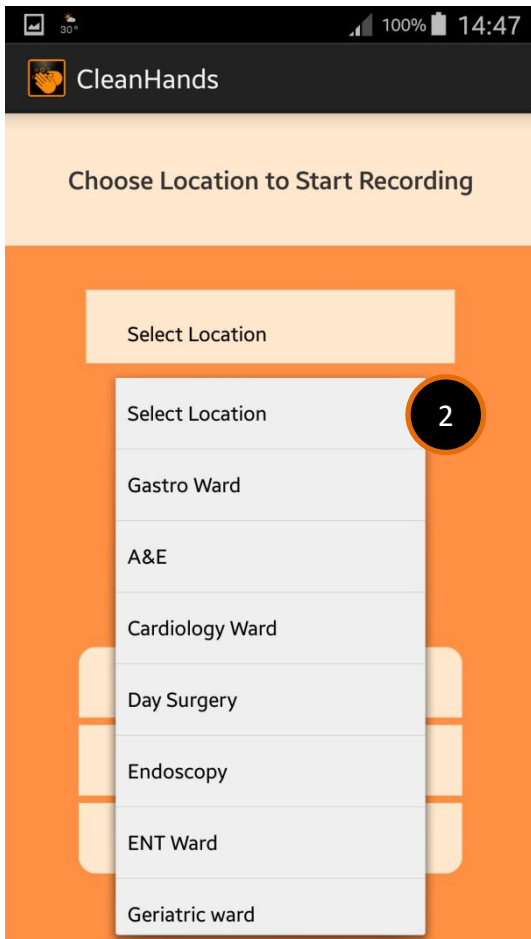 30°
100% 14:47
CleanHands
Choose Location to Start Recording
Select Location
Select Location
2
Gastro Ward
A&E
Cardiology Ward
Day Surgery
Endoscopy
ENT Ward
Geriatric ward